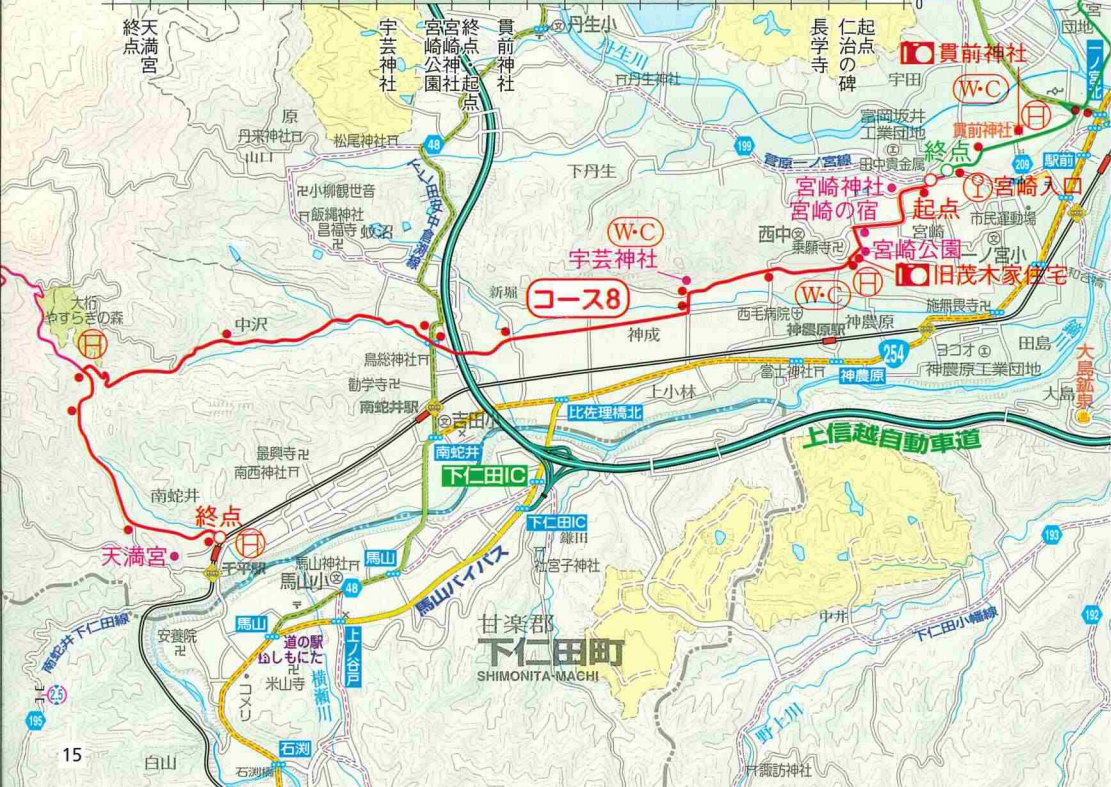 天満宮
終点
宇芸神社
宮崎公園
宮崎神社
終点
起点
貫前神社
長学寺
仁治の碑
起点
0
丹生小
丹生川
丹生神社
貫前神社
宇田
W・C
H
団地
一ノ宮北
富岡坂井
工業団地
貫前神社
田中貴金属
終点
209
駅前
199
菅原一ノ宮線
宮崎神社
宮崎の宿
起点
宮崎入口
市民運動場
宮崎
西中
乗願寺
宮崎公園
一ノ宮小
旧茂木家住宅
原
丹来神社
山口
松尾神社
48
小柳観世音
飯縄神社
昌福寺
蚊沼
下丹生
W・C
宇芸神社
新堀
コース8
神成
W・C
H
西毛病院
神農原駅
神農原
施無畏寺
254
ヨコオ
田島
神農原工業団地
鏑川
大島
大島鉱泉
大桁
やすらぎの森
H
中沢
鳥総神社
勧学寺
南蛇井駅
吉田小
南蛇井
上小林
富士神社
神農原
比佐理橋北
上信越自動車道
下仁田IC
下仁田IC
最興寺
南西神社
南蛇井
終点
H
天満宮
千平駅
鎌田
社宮子神社
馬山神社
馬山小
馬山
48
馬山バイパス
193
甘楽郡
下仁田町
SHIMONITA-MACHI
中井
下仁田小幡線
192
南蛇井下仁田線
安養院
馬山
道の駅
しもにた
上ノ谷戸
米山寺
横瀬川
コメリ
2.5
195
15
白山
石渕
石渕橋
野上川
諏訪神社